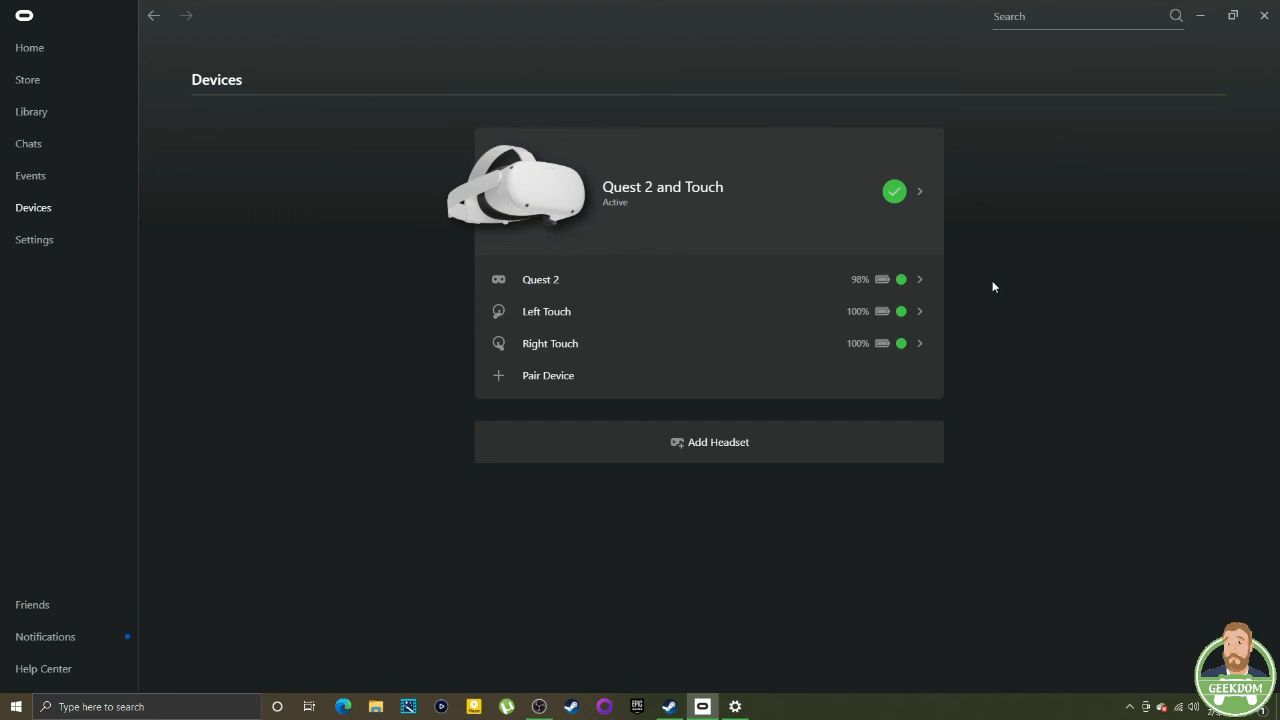 Search
Home
Store
Library
Chats
Events
Devices
Settings
Friends
Notifications
Help Center
Devices
Quest 2 and Touch
Active
Quest 2
98%
Left Touch
100%
Right Touch
100%
Pair Device
Add Headset
GEEKDOM
Type here to search
EPIC